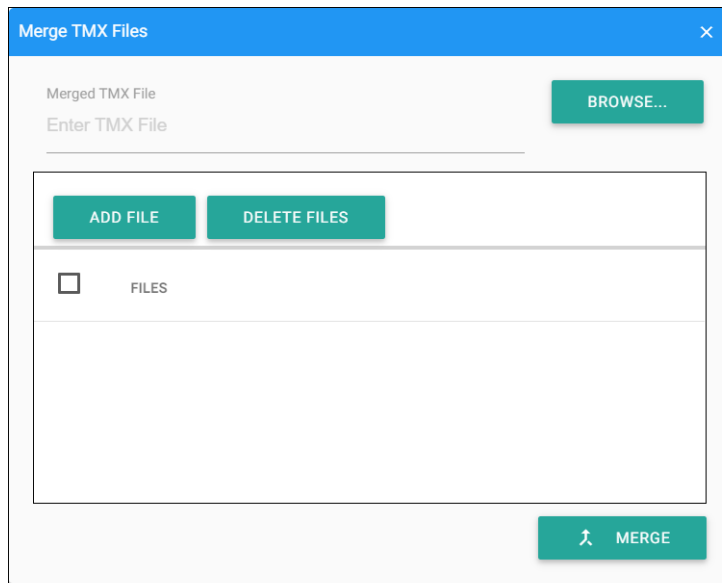 Merge TMX Files
Merged TMX File
Enter TMX File
BROWSE...
ADD FILE DELETE FILES
FILES
MERGE